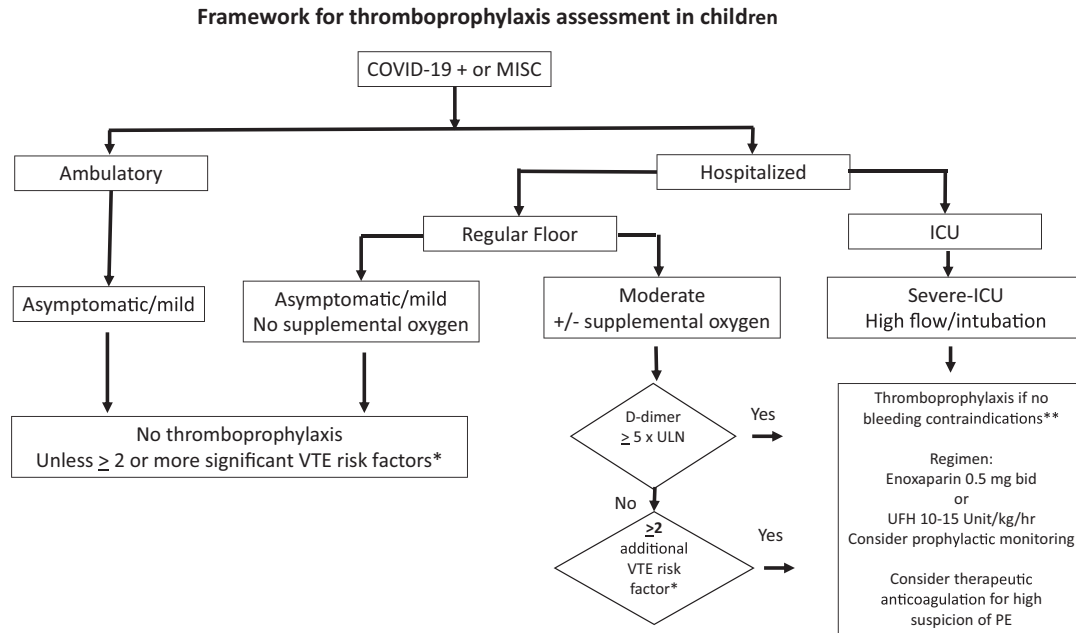 Framework for thromboprophylaxis assessment in children
COVID-19 + or MISC
Ambulatory
Hospitalized
Regular Floor
ICU
Asymptomatic/mild
Asymptomatic/mild
No supplemental oxygen
Moderate
+/- supplemental oxygen
Severe-ICU
High flow/intubation
No thromboprophylaxis
Unless ≥ 2 or more significant VTE risk factors*
D-dimer
≥ 5 x ULN
Yes
No
≥2
additional
VTE risk
factor*
Yes
Thromboprophylaxis if no
bleeding contraindications**
Regimen:
Enoxaparin 0.5 mg bid
or
UFH 10-15 Unit/kg/hr
Consider prophylactic monitoring
Consider therapeutic
anticoagulation for high
suspicion of PE